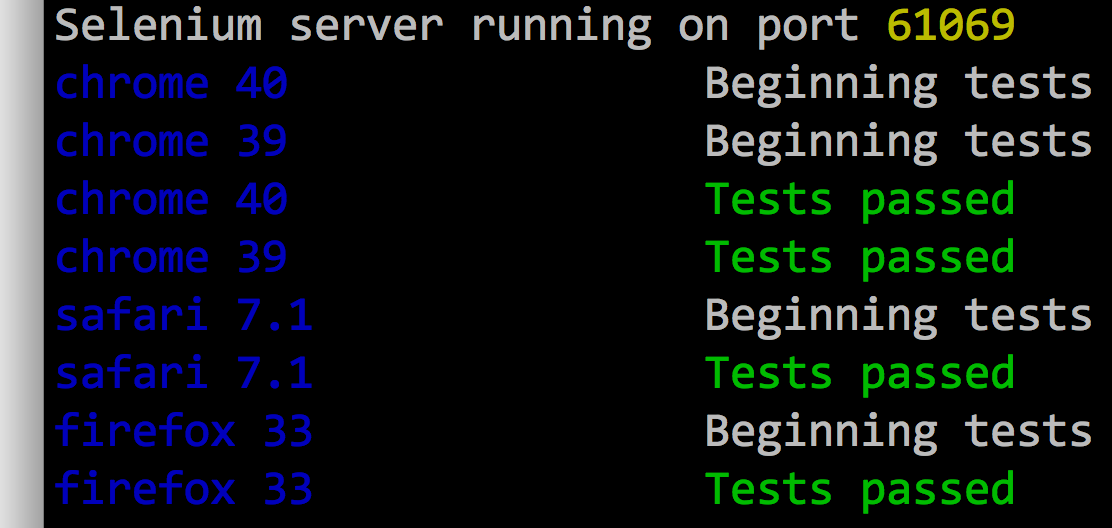 Selenium server running on port 61069
chrome 40 Beginning tests
chrome 39 Beginning tests
chrome 40 Tests passed
chrome 39 Tests passed
safari 7.1 Beginning tests
safari 7.1 Tests passed
firefox 33 Beginning tests
firefox 33 Tests passed